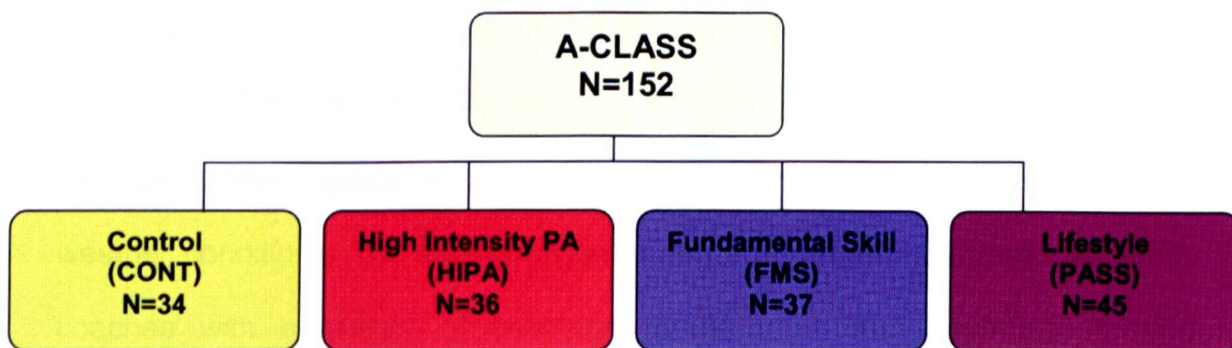 A-CLASS
N=152
Control
(CONT)
N=34
High Intensity PA
(HIPA)
N=36
Fundamental Skill
(FMS)
N=37
Lifestyle
(PASS)
N=45